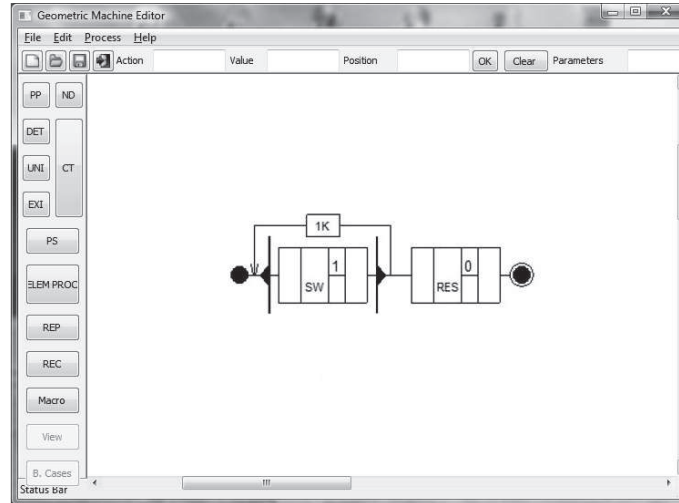 Geometric Machine Editor
File Edit Process Help
Action Value Position OK Clear Parameters
PP ND
DET
UNI CT
EXI
PS
ELEM PROC
REP
REC
Macro
View
B. Cases
Status Bar
1K
1
SW
0
RES